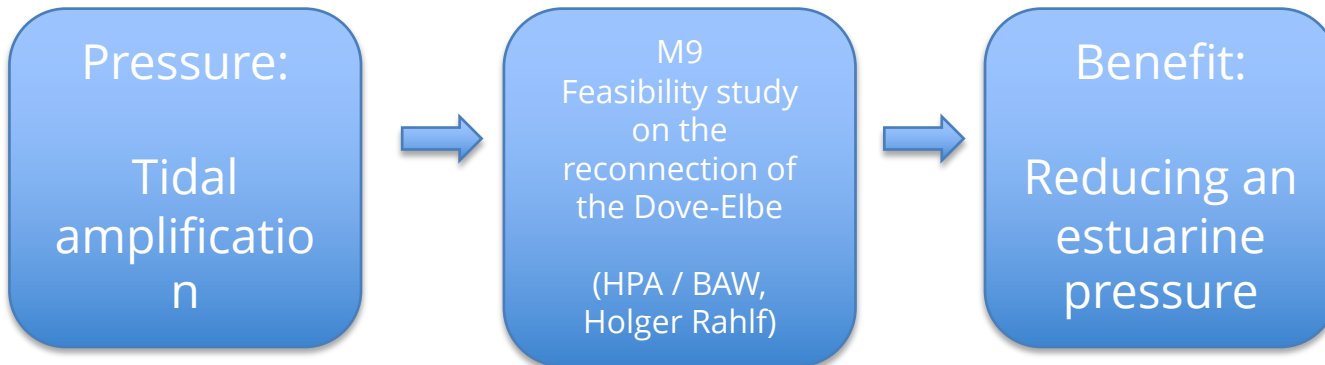 Pressure:
Tidal
amplificatio
n
M9
Feasibility study
on the
reconnection of
the Dove-Elbe
(HPA / BAW,
Holger Rahlf)
Benefit:
Reducing an
estuarine
pressure